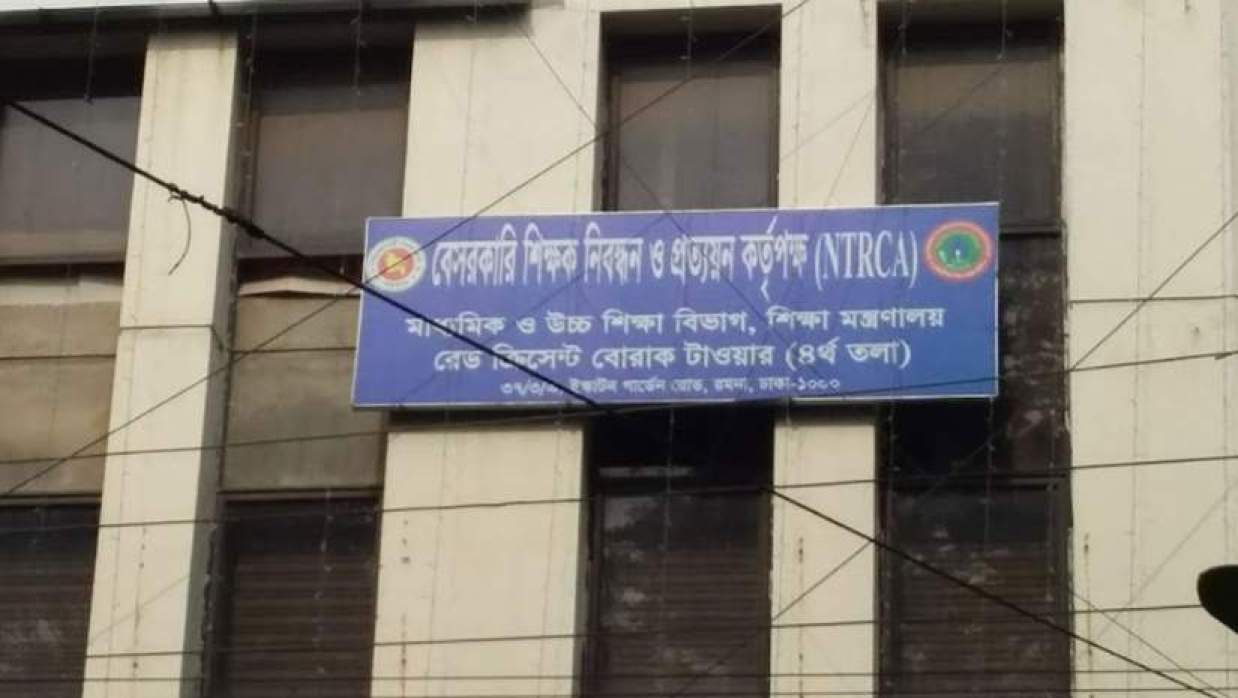 বেসরকারি শিক্ষক নিবন্ধন ও প্রত্যয়ন কর্তৃপক্ষ (NTRCA)
মাধ্যমিক ও উচ্চ শিক্ষা বিভাগ, শিক্ষা মন্ত্রণালয়
রেড ক্রিসেন্ট বোরাক টাওয়ার (৪র্থ তলা)
ইস্কাটন গার্ডেন রোড, রমনা, ঢাকা-১০০০